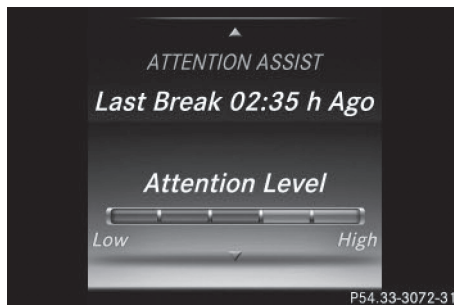 ATTENTION ASSIST
Last Break 02:35 h Ago
Attention Level
Low High
P54.33-3072-31